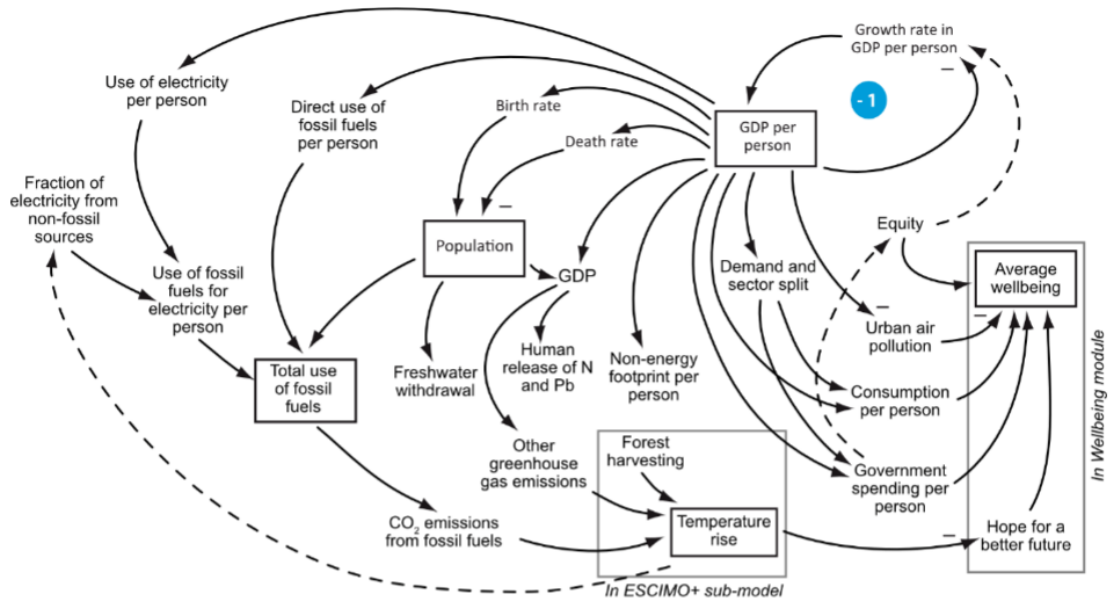 Growth rate in
GDP per person
–
- 1
Use of electricity
per person
Direct use of
fossil fuels
per person
Birth rate
Death rate
GDP per
person
Fraction of
electricity from
non-fossil
sources
–
Population
Equity
Use of fossil
fuels for
electricity per
person
GDP
Demand and
sector split
Average
wellbeing
–
–
Urban air
pollution
Total use
of fossil
fuels
Freshwater
withdrawal
Human
release of N
and Pb
Non-energy
footprint per
person
Consumption
per person
In Wellbeing module
Other
greenhouse
gas emissions
Forest
harvesting
Government
spending per
person
CO₂ emissions
from fossil fuels
Temperature
rise
–
Hope for a
better future
In ESCIMO+ sub-model